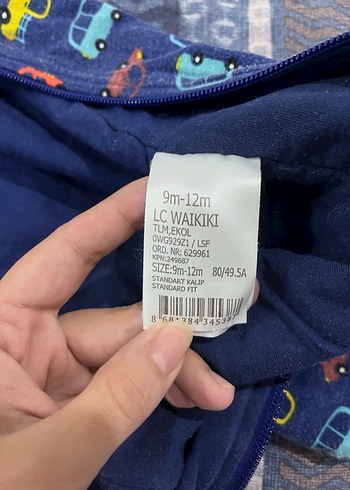 9m-12m
LC WAIKIKI
TLM,EKOL
0WG929Z1 / LSF
ORD. NR: 629961
KPN:249687
SIZE:9m-12m 80/49.5A
STANDART KALIP
STANDARD FIT